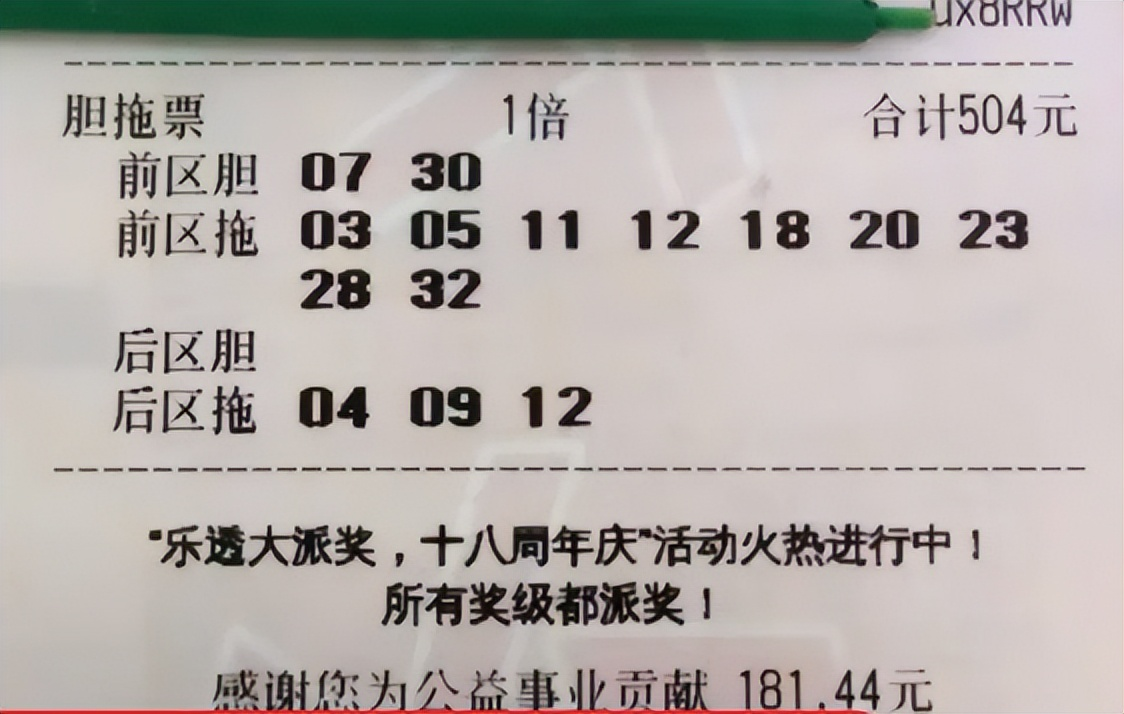 ux8RRW
胆拖票 1倍 合计504元
前区胆 07 30
前区拖 03 05 11 12 18 20 23
28 32
后区胆
后区拖 04 09 12
"乐透大派奖，十八周年庆"活动火热进行中！
所有奖级都派奖！
感谢您为公益事业贡献 181.44元